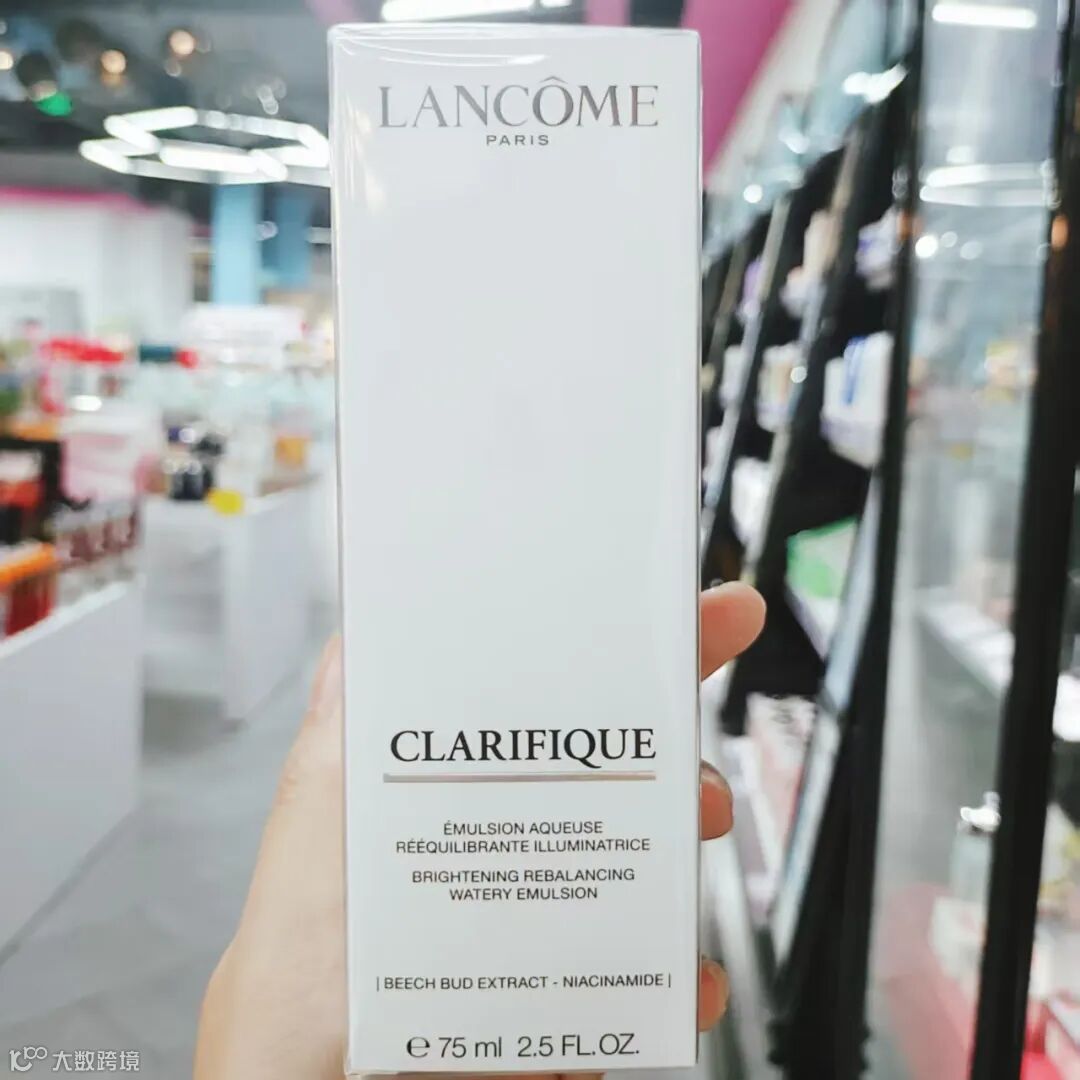 LANCÔME
PARIS
CLARIFIQUE
ÉMULSION AQUEUSE
RÉÉQUILIBRANTE ILLUMINATRICE
BRIGHTENING REBALANCING
WATERY EMULSION
| BEECH BUD EXTRACT - NIACINAMIDE |
℮ 75 ml 2.5 FL.OZ.
大数跨境